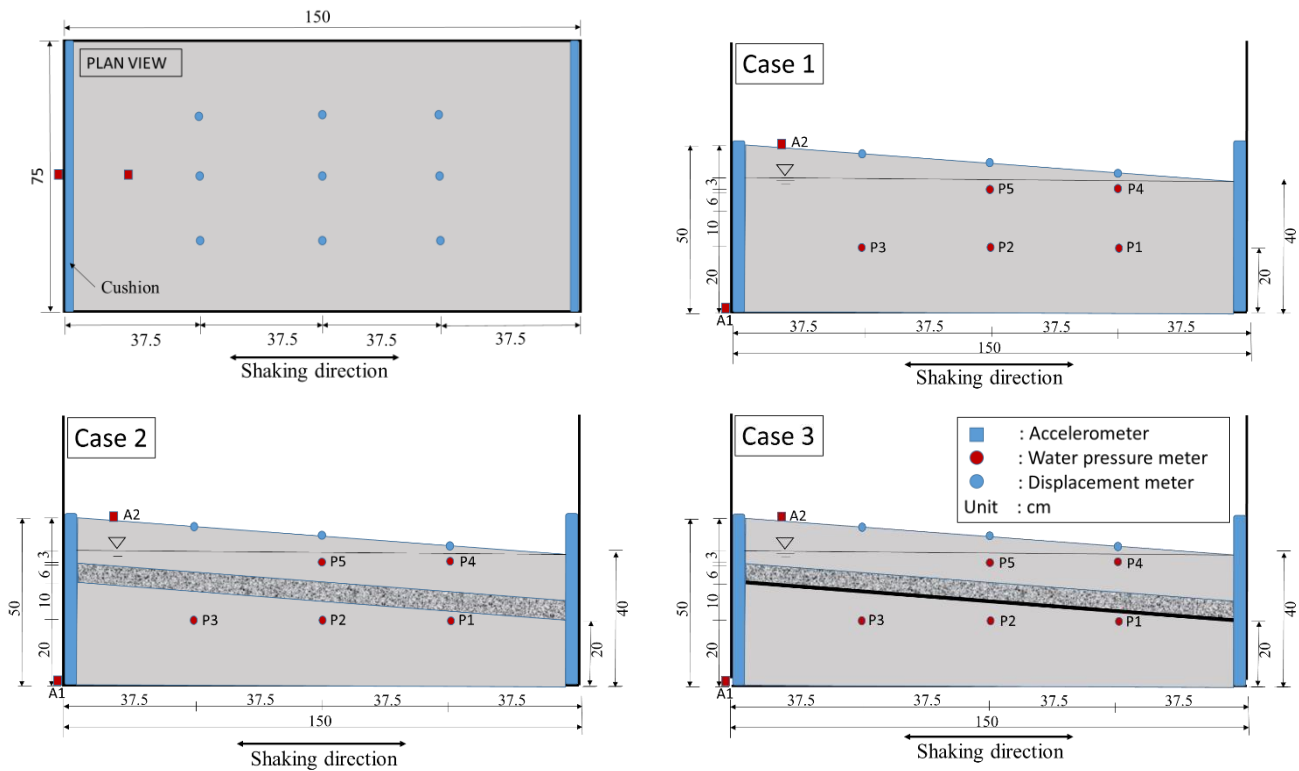 150
PLAN VIEW
75
Cushion
37.5 37.5 37.5 37.5
Shaking direction
Case 1
A2
3
P5 P4
6
10
50
40
P3 P2 P1
20
20
A1
37.5 37.5 37.5 37.5
150
Shaking direction
Case 2
A2
3
P5 P4
6
10
50
40
P3 P2 P1
20
20
A1
37.5 37.5 37.5 37.5
150
Shaking direction
Case 3
: Accelerometer
: Water pressure meter
: Displacement meter
Unit : cm
A2
3
P5 P4
6
10
50
40
P3 P2 P1
20
20
A1
37.5 37.5 37.5 37.5
150
Shaking direction